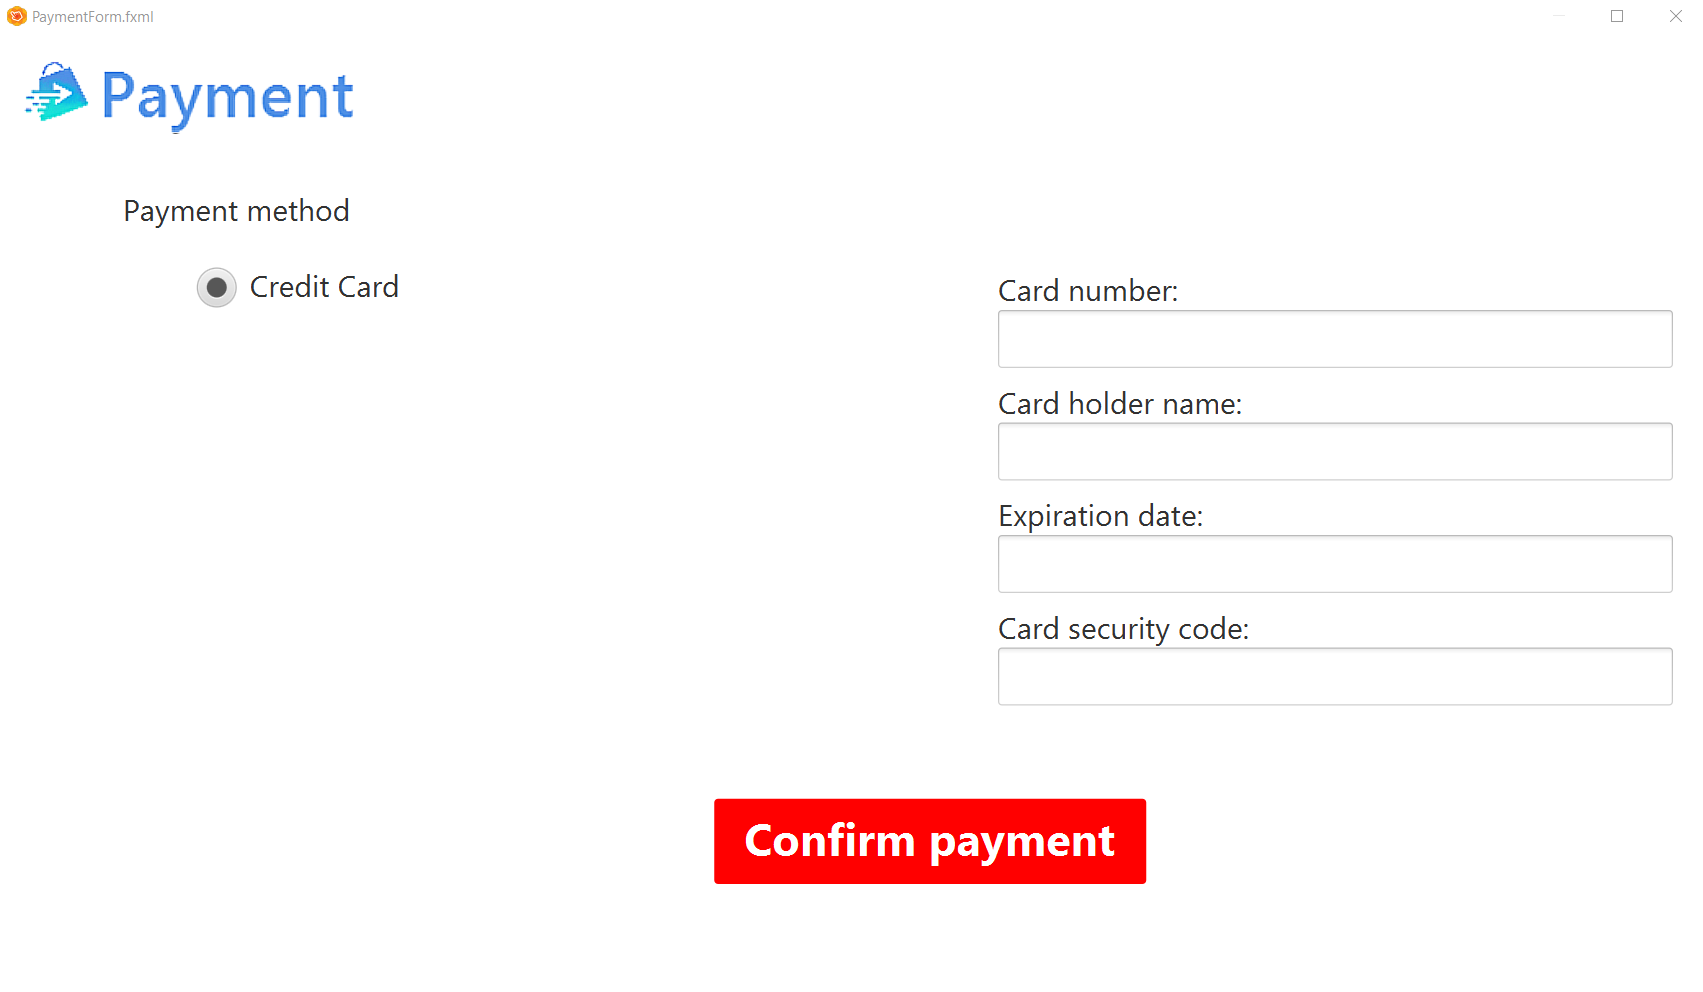 PaymentForm.fxml
Payment
Payment method
Credit Card
Card number:
Card holder name:
Expiration date:
Card security code:
Confirm payment